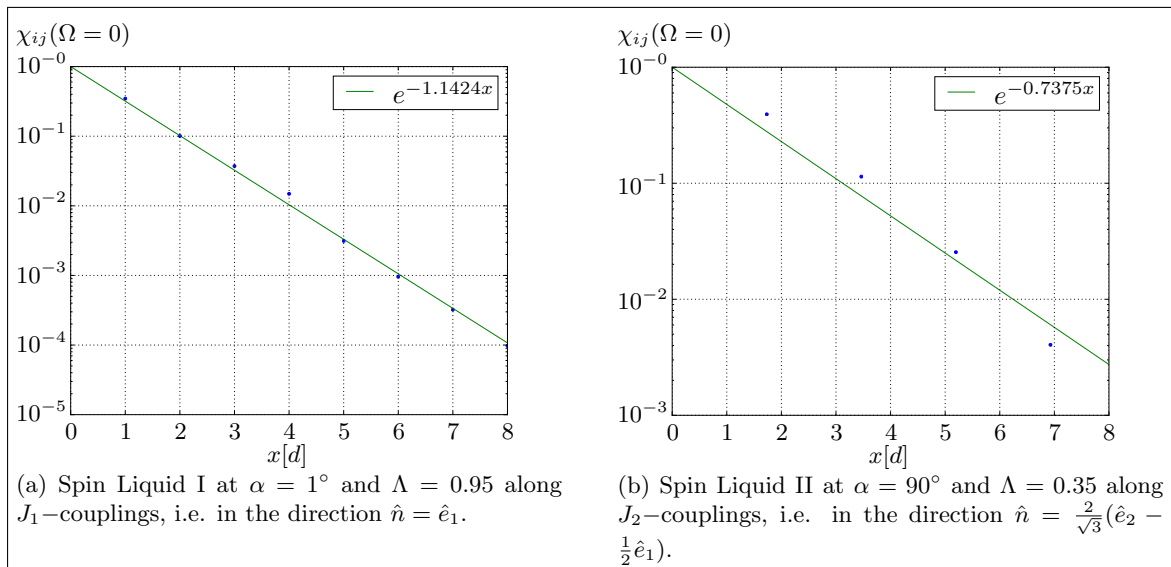 χij(Ω = 0)
10⁻⁰
10⁻¹
10⁻²
10⁻³
10⁻⁴
10⁻⁵
0 1 2 3 4 5 6 7 8
x[d]
e^{−1.1424x}
(a) Spin Liquid I at α = 1° and Λ = 0.95 along
J₁−couplings, i.e. in the direction n̂ = ê₁.
χij(Ω = 0)
10⁻⁰
10⁻¹
10⁻²
10⁻³
0 1 2 3 4 5 6 7 8
x[d]
e^{−0.7375x}
(b) Spin Liquid II at α = 90° and Λ = 0.35 along
J₂−couplings, i.e. in the direction n̂ = 2/√3(ê₂ −
1/2ê₁).